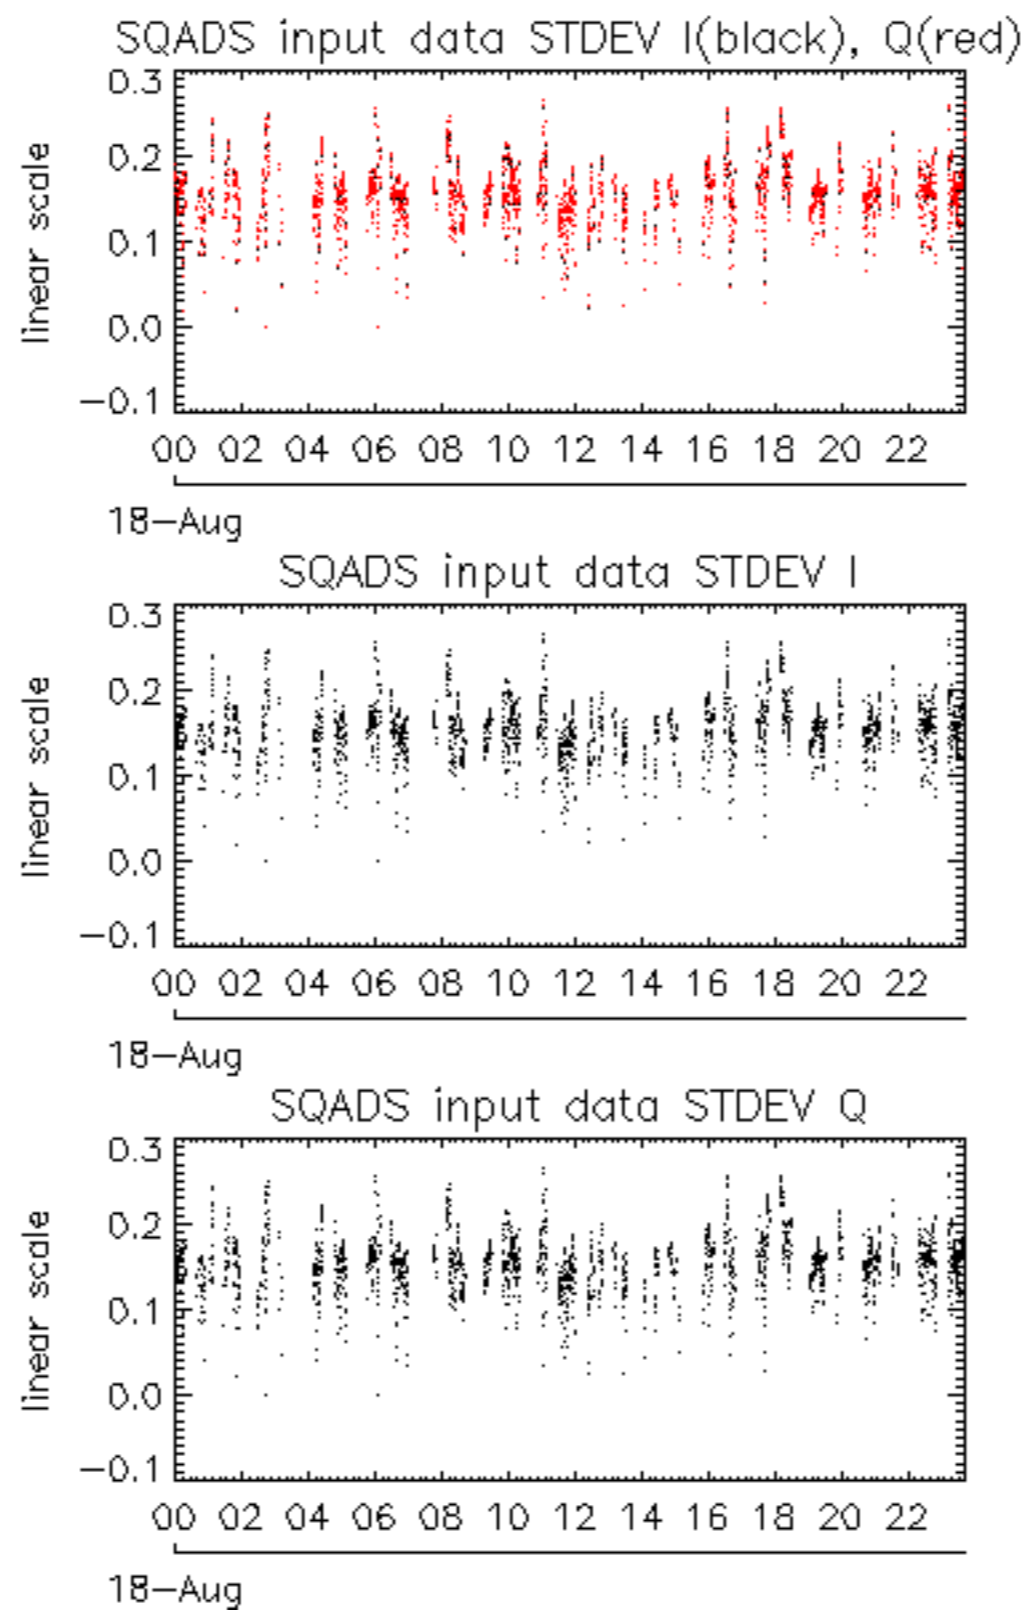 SQADS input data STDEV I(black), Q(red)
0.3
0.2
0.1
0.0
−0.1
linear scale
00 02 04 06 08 10 12 14 16 18 20 22
18−Aug
SQADS input data STDEV I
0.3
0.2
0.1
0.0
−0.1
linear scale
00 02 04 06 08 10 12 14 16 18 20 22
18−Aug
SQADS input data STDEV Q
0.3
0.2
0.1
0.0
−0.1
linear scale
00 02 04 06 08 10 12 14 16 18 20 22
18−Aug